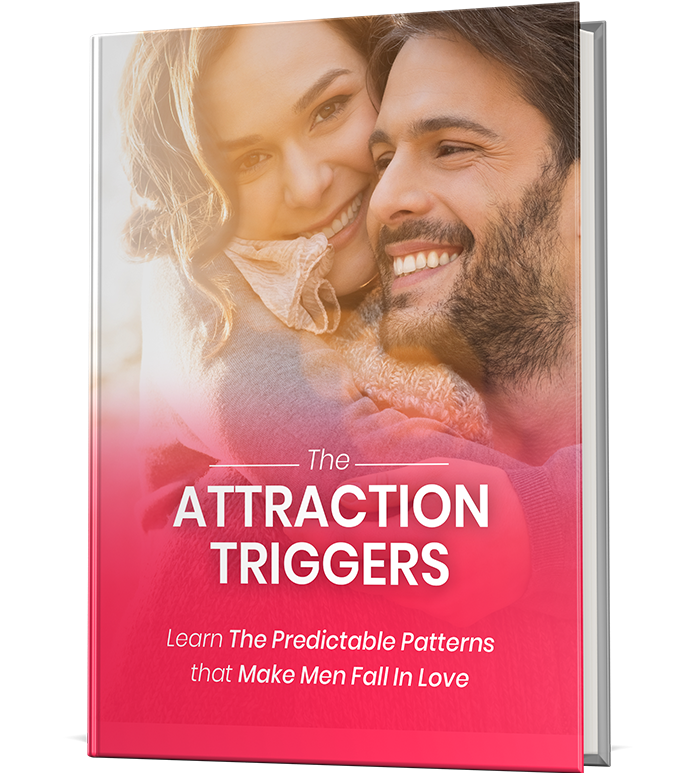 The
ATTRACTION
TRIGGERS
Learn The Predictable Patterns
that Make Men Fall In Love